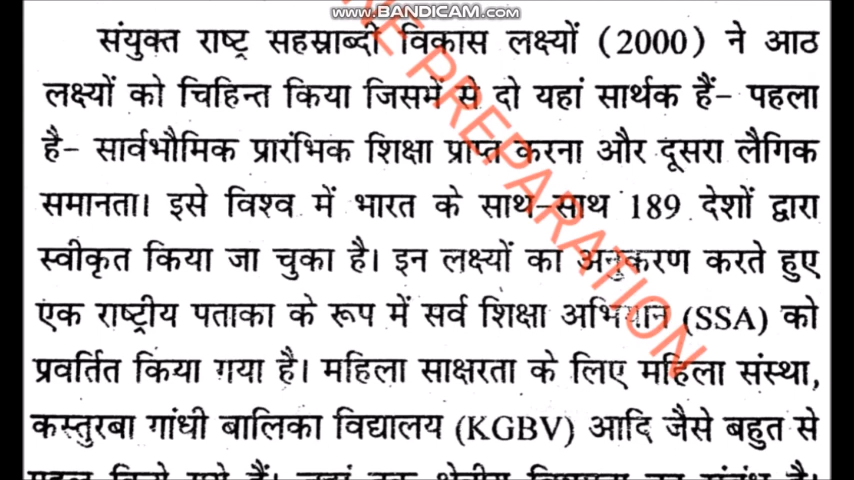 www.BANDICAM.com
संयुक्त राष्ट्र सहस्राब्दी विकास लक्ष्यों (2000) ने आठ
लक्ष्यों को चिहिन्त किया जिसमें से दो यहां सार्थक हैं- पहला
है- सार्वभौमिक प्रारंभिक शिक्षा प्राप्त करना और दूसरा लैगिक
समानता। इसे विश्व में भारत के साथ-साथ 189 देशों द्वारा
स्वीकृत किया जा चुका है। इन लक्ष्यों का अनुकरण करते हुए
एक राष्ट्रीय पताका के रूप में सर्व शिक्षा अभियान (SSA) को
प्रवर्तित किया गया है। महिला साक्षरता के लिए महिला संस्था,
कस्तुरबा गांधी बालिका विद्यालय (KGBV) आदि जैसे बहुत से
PREPARATION